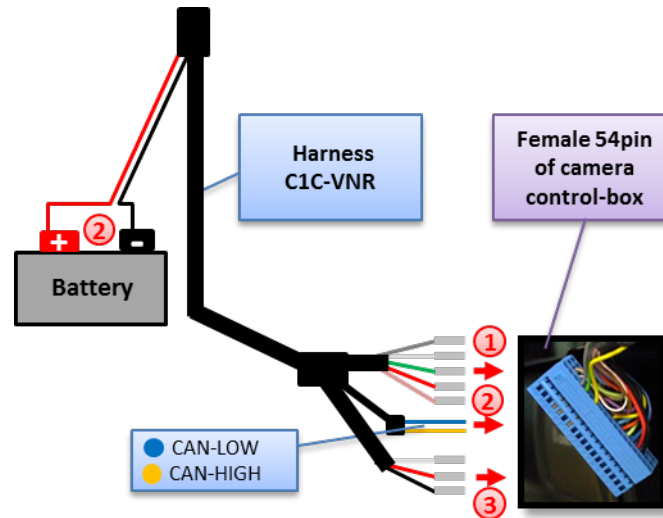 Harness
C1C-VNR
Female 54pin
of camera
control-box
+
2
-
Battery
1
2
CAN-LOW
CAN-HIGH
3